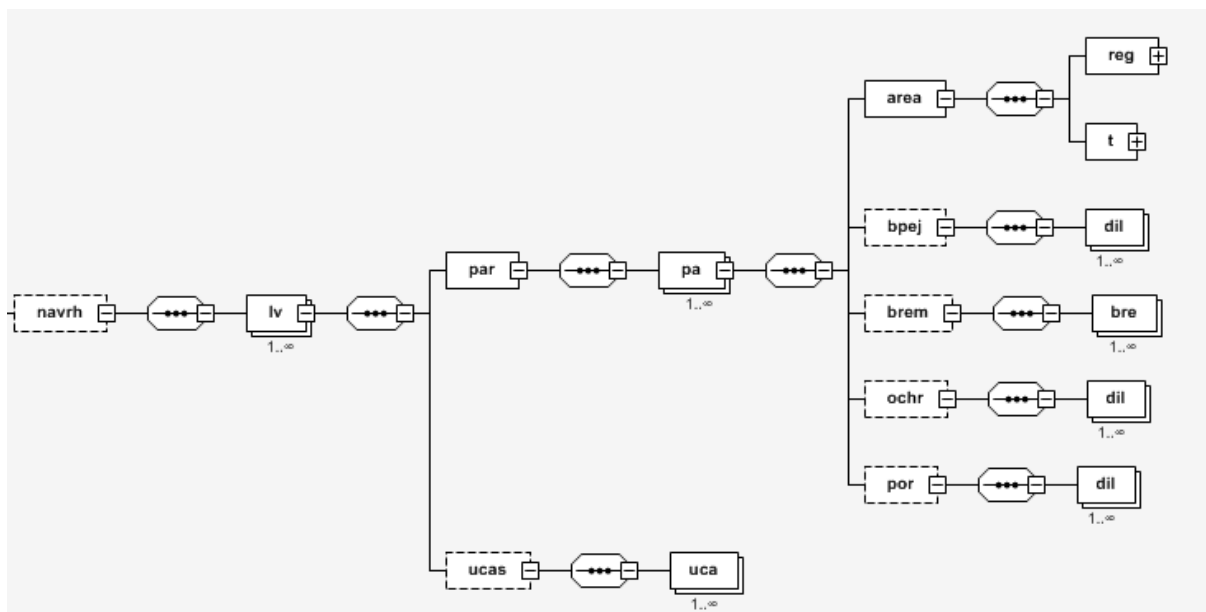 reg
area
t
bpej
dil
1..∞
par
pa
1..∞
navrh
lv
1..∞
brem
bre
1..∞
ochr
dil
1..∞
por
dil
1..∞
ucas
uca
1..∞